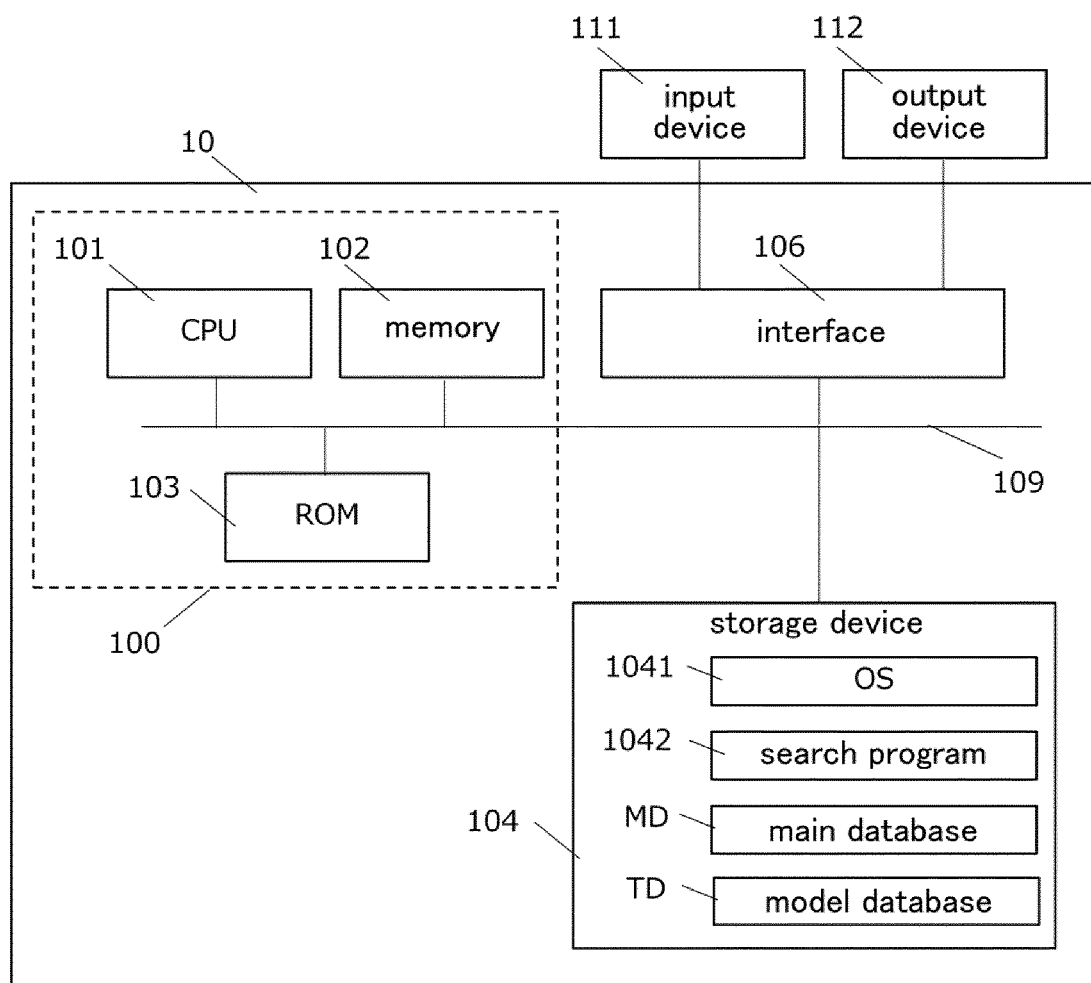 111
112
input
device
output
device
10
101
102
106
CPU
memory
interface
103
ROM
109
100
storage device
1041
OS
1042
search program
104
MD
main database
TD
model database